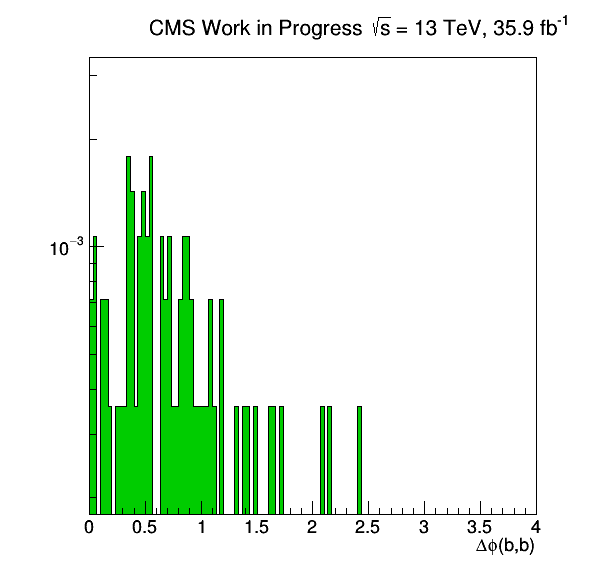 CMS Work in Progress √s = 13 TeV, 35.9 fb⁻¹
10⁻³
0 0.5 1 1.5 2 2.5 3 3.5 4
Δϕ(b,b)